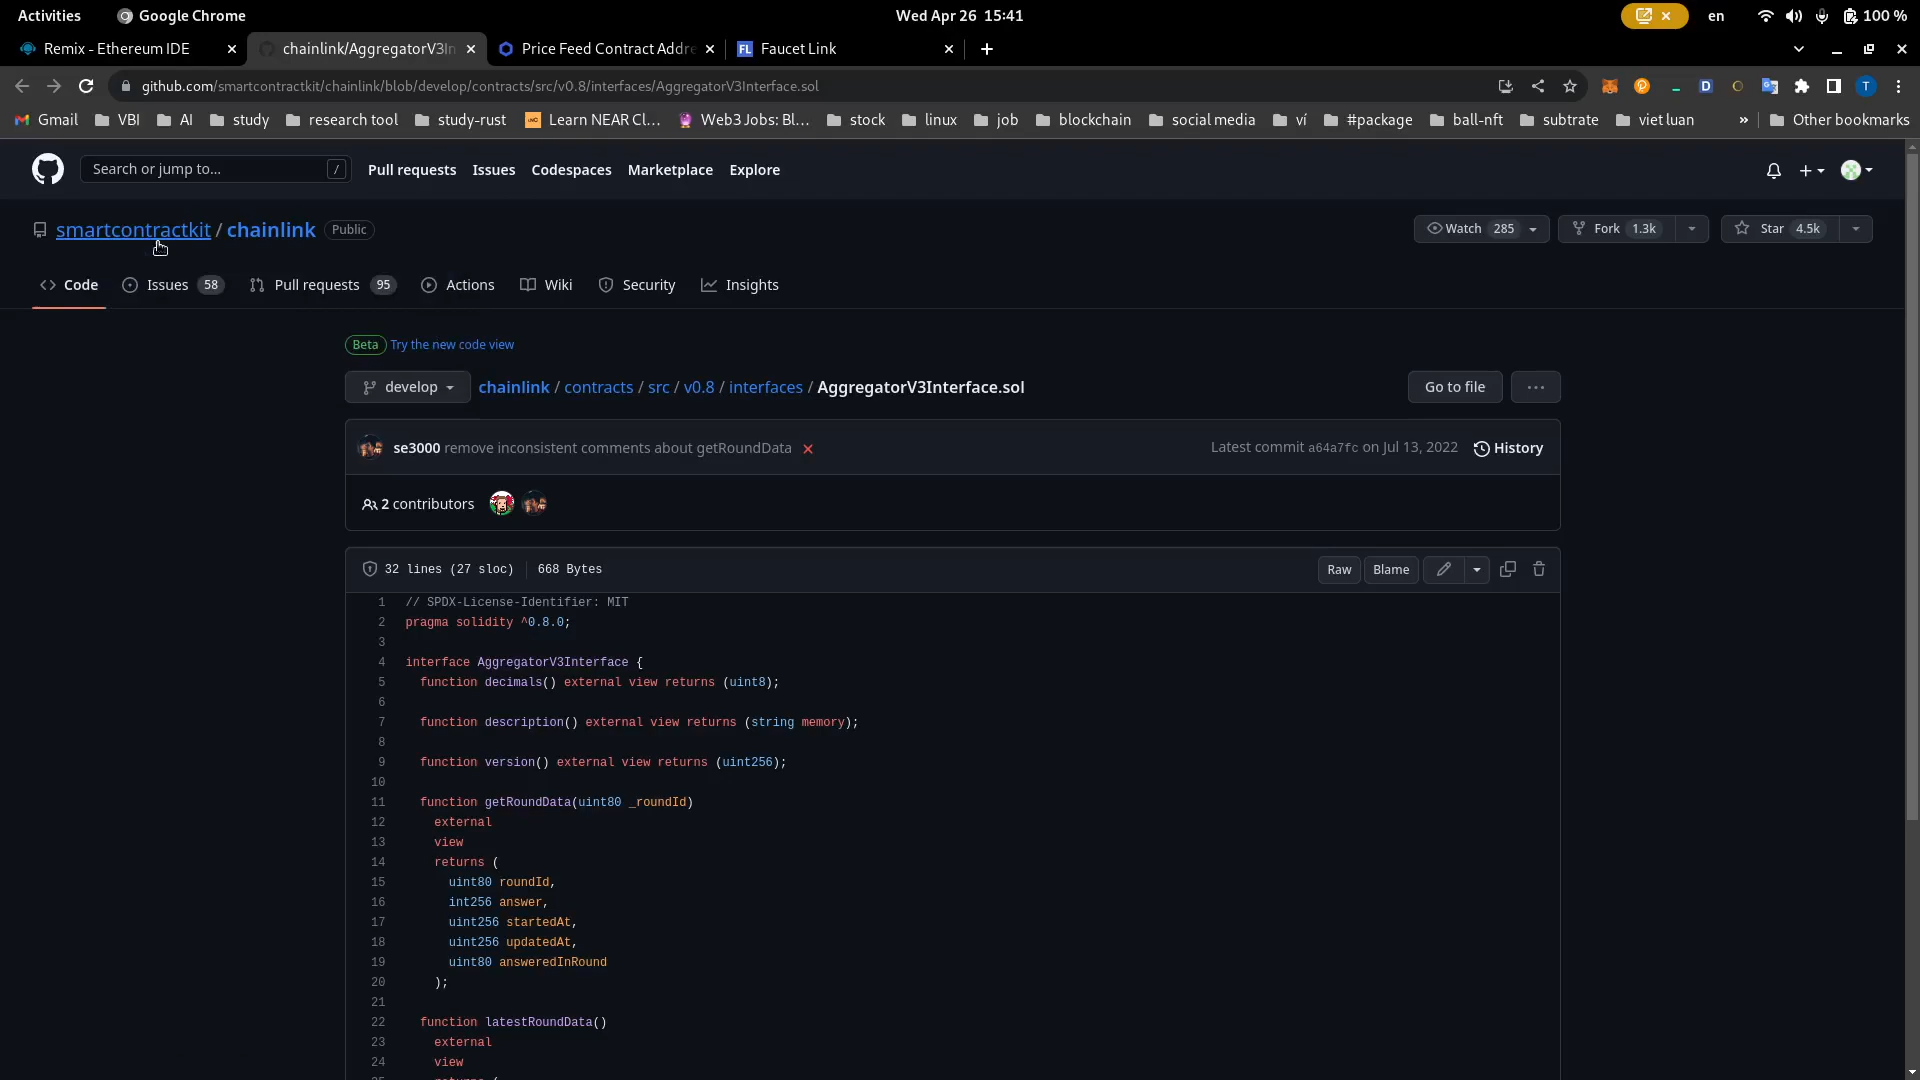 Activities Google Chrome Wed Apr 26 15:41 en 100 %
Remix - Ethereum IDE chainlink/AggregatorV3In Price Feed Contract Addre FL Faucet Link
github.com/smartcontractkit/chainlink/blob/develop/contracts/src/v0.8/interfaces/AggregatorV3Interface.sol T
Gmail VBI AI study research tool study-rust Learn NEAR Cl... Web3 Jobs: Bl... stock linux job blockchain social media ví #package ball-nft subtrate viet luan » Other bookmarks
Search or jump to... / Pull requests Issues Codespaces Marketplace Explore
smartcontractkit / chainlink Public Watch 285 Fork 1.3k Star 4.5k
Code Issues 58 Pull requests 95 Actions Wiki Security Insights
Beta Try the new code view
develop chainlink / contracts / src / v0.8 / interfaces / AggregatorV3Interface.sol Go to file ...
se3000 remove inconsistent comments about getRoundData Latest commit a64a7fc on Jul 13, 2022 History
2 contributors
32 lines (27 sloc) 668 Bytes Raw Blame
1 // SPDX-License-Identifier: MIT
2 pragma solidity ^0.8.0;
3
4 interface AggregatorV3Interface {
5 function decimals() external view returns (uint8);
6
7 function description() external view returns (string memory);
8
9 function version() external view returns (uint256);
10
11 function getRoundData(uint80 _roundId)
12 external
13 view
14 returns (
15 uint80 roundId,
16 int256 answer,
17 uint256 startedAt,
18 uint256 updatedAt,
19 uint80 answeredInRound
20 );
21
22 function latestRoundData()
23 external
24 view